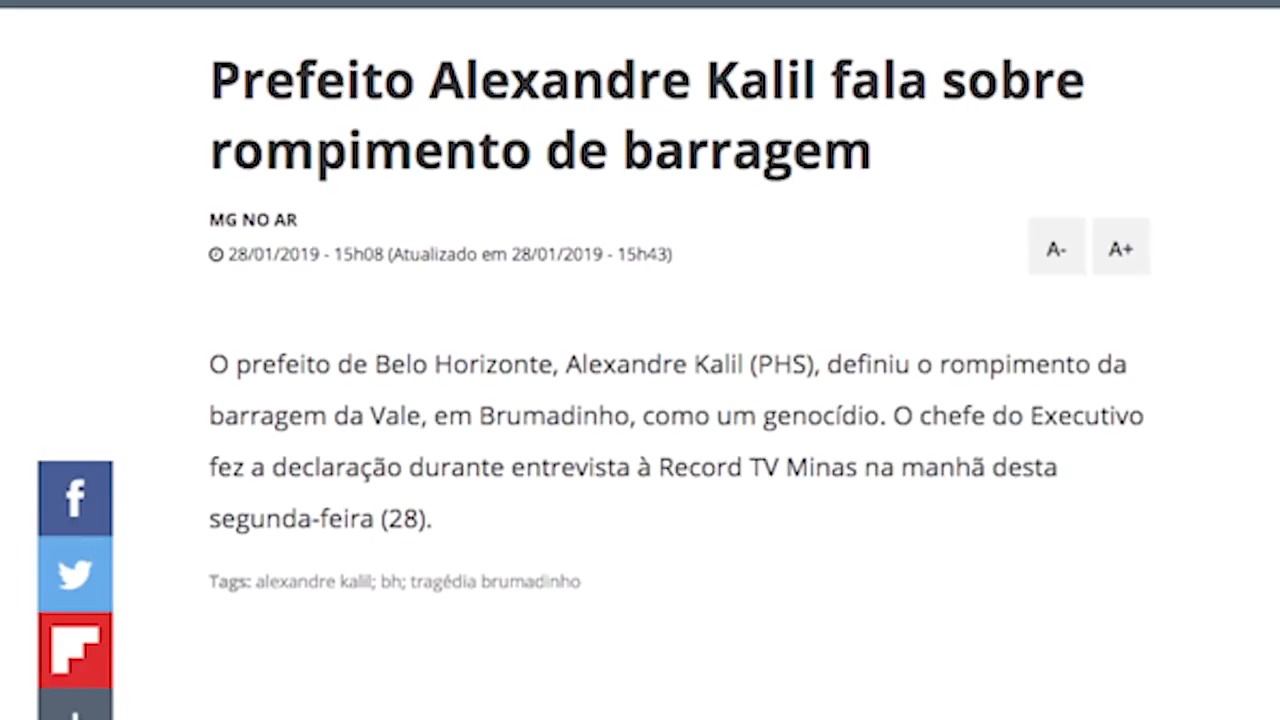 Prefeito Alexandre Kalil fala sobre
rompimento de barragem
MG NO AR
28/01/2019 - 15h08 (Atualizado em 28/01/2019 - 15h43)
A- A+
O prefeito de Belo Horizonte, Alexandre Kalil (PHS), definiu o rompimento da
barragem da Vale, em Brumadinho, como um genocídio. O chefe do Executivo
fez a declaração durante entrevista à Record TV Minas na manhã desta
segunda-feira (28).
Tags: alexandre kalil; bh; tragédia brumadinho